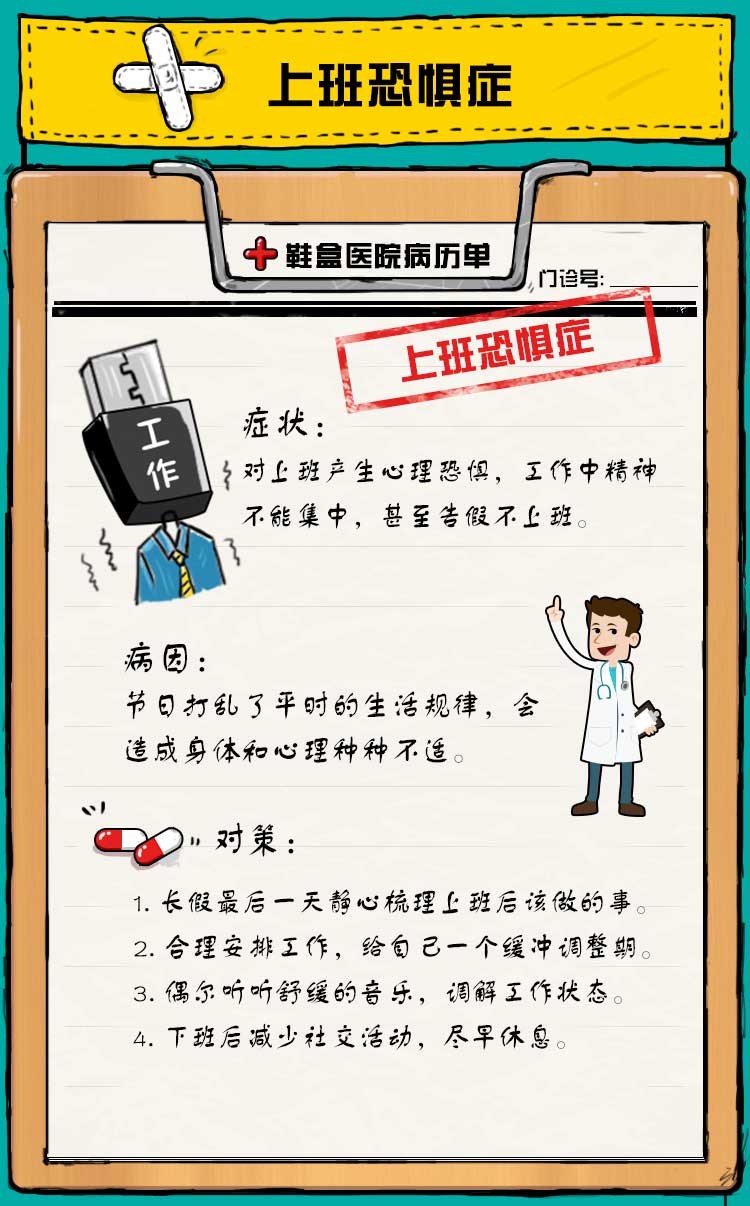 上班恐惧症
鞋盒医院病历单
门诊号:
上班恐惧症
工
作
症状:
对上班产生心理恐惧，工作中精神
不能集中，甚至告假不上班。
病因:
节日打乱了平时的生活规律，会
造成身体和心理种种不适。
对策:
1. 长假最后一天静心梳理上班后该做的事。
2. 合理安排工作，给自己一个缓冲调整期。
3. 偶尔听听舒缓的音乐，调解工作状态。
4. 下班后减少社交活动，尽早休息。